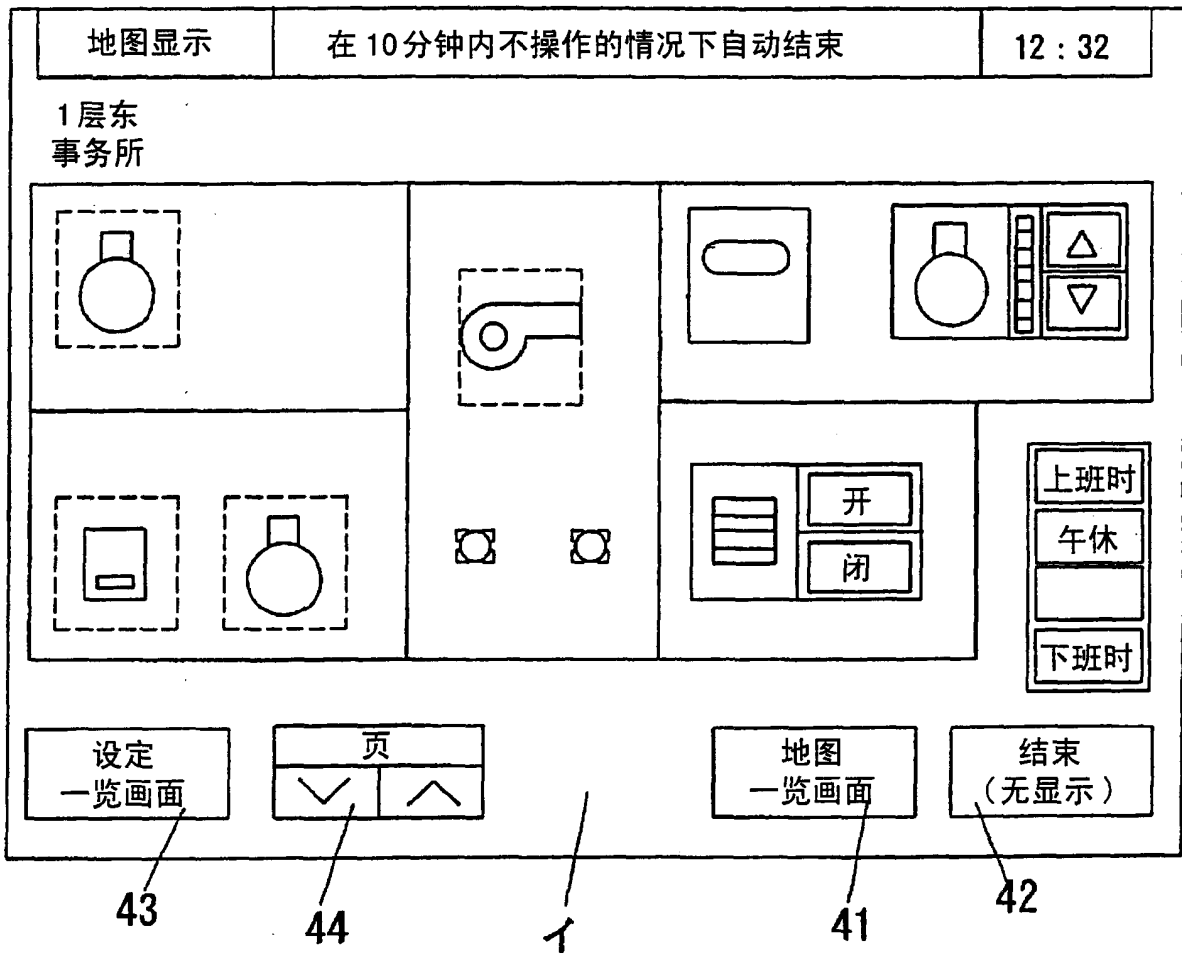 地图显示
在10分钟内不操作的情况下自动结束
12：32
1层东
事务所
开
闭
上班时
午休
下班时
设定
一览画面
页
地图
一览画面
结束
（无显示）
43
44
イ
41
42